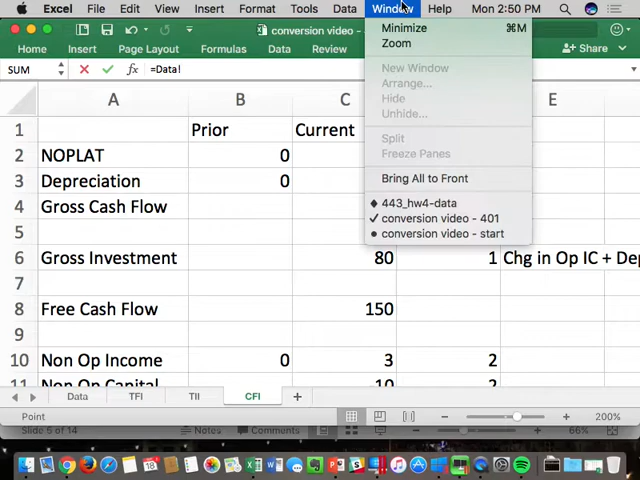 Excel File Edit View Insert Format Tools Data Window Help Mon 2:50 PM
conversion video -
Home Insert Data Review Share
SUM fx =Data!
A B C E
1 Prior Current
2 NOPLAT 0
3 Depreciation 0
4 Gross Cash Flow
5
6 Gross Investment 80 1 Chg in Op IC + Dep
7
8 Free Cash Flow 150
9
10 Non Op Income 0 3 2
11 Non Op Capital 10 2
Minimize ⌘M
Zoom
New Window
Arrange...
Hide
Unhide...
Split
Freeze Panes
Bring All to Front
443_hw4-data
✓ conversion video - 401
conversion video - start
Data TFI TII CFI +
Point 200%
Slide 5 of 14 Notes Comments 66%
18